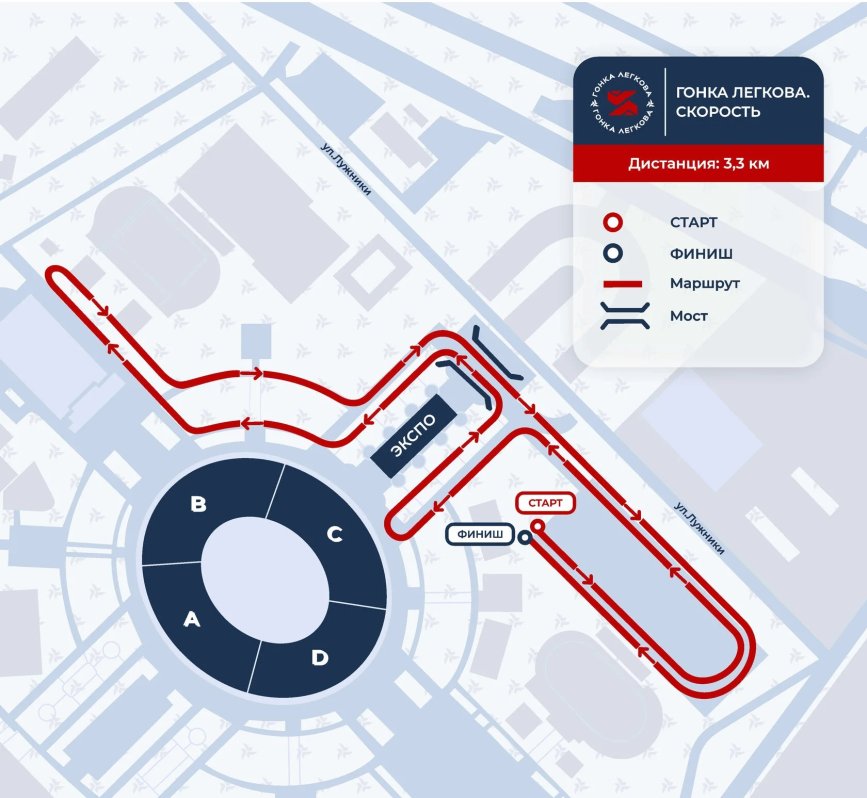 ГОНКА ЛЕГКОВА
ГОНКА ЛЕГКОВА
ГОНКА ЛЕГКОВА.
СКОРОСТЬ
Дистанция: 3,3 км
СТАРТ
ФИНИШ
Маршрут
Мост
ул.Лужники
ЭКСПО
B
C
СТАРТ
ФИНИШ
ул.Лужники
A
D